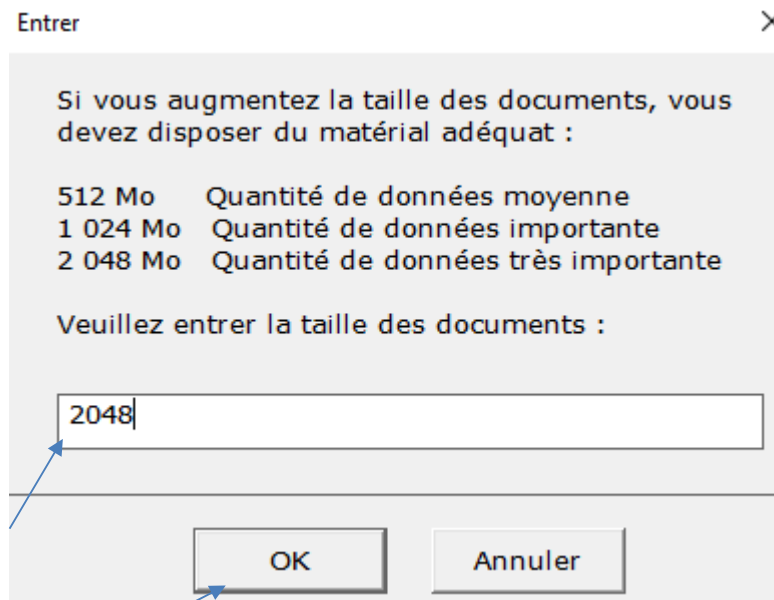 Entrer
Si vous augmentez la taille des documents, vous
devez disposer du matérial adéquat :
512 Mo Quantité de données moyenne
1 024 Mo Quantité de données importante
2 048 Mo Quantité de données très importante
Veuillez entrer la taille des documents :
2048
OK Annuler